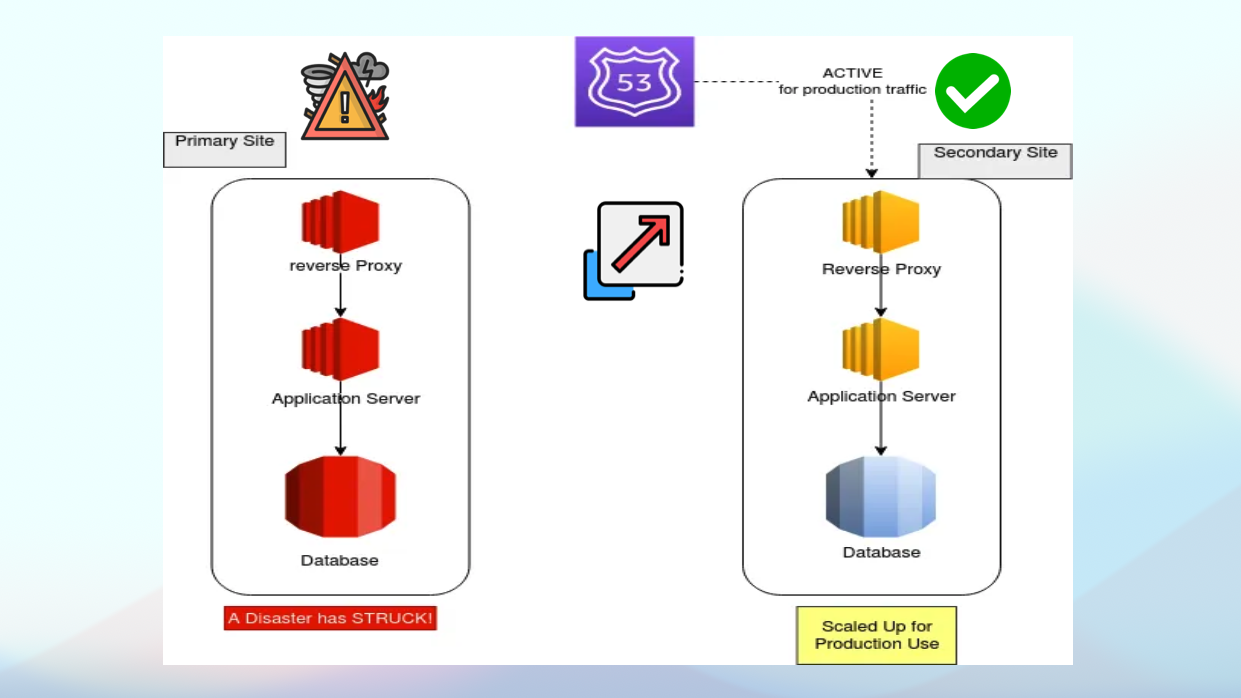 53
ACTIVE
for production traffic
Primary Site
Secondary Site
reverse Proxy
Application Server
Database
A Disaster has STRUCK!
Reverse Proxy
Application Server
Database
Scaled Up for
Production Use